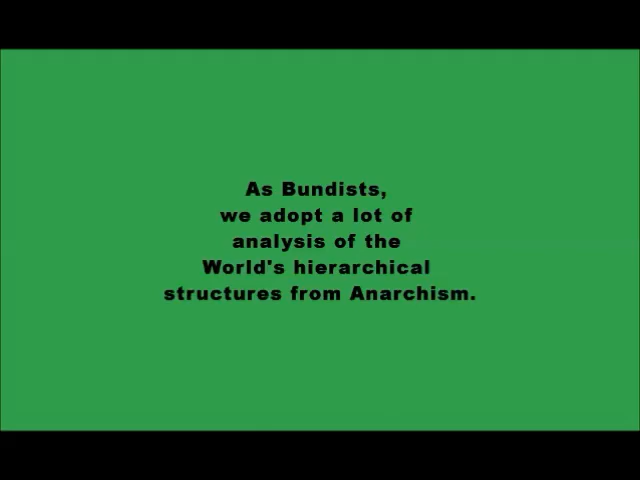 As Bundists,
we adopt a lot of
analysis of the
World's hierarchical
structures from Anarchism.